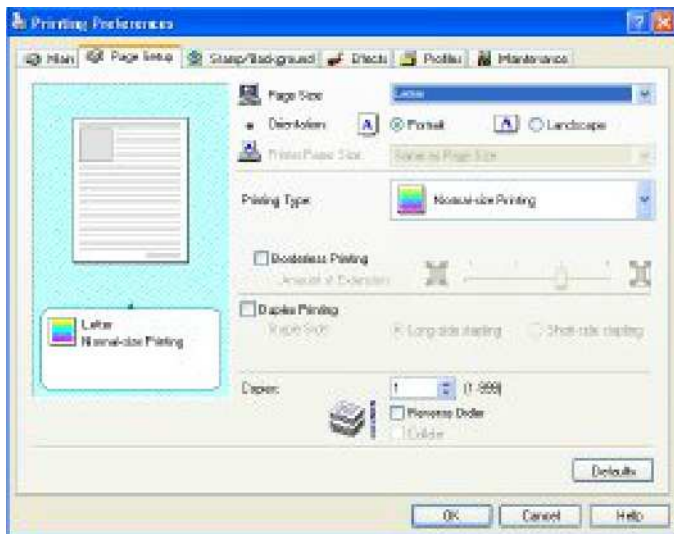 Printing Preferences
Main Page Setup Stamp/Background Effects Profiles Maintenance
Page Size: Letter
Orientation: Portrait Landscape
Printer Paper Size: Same as Page Size
Printing Type: Normal-size Printing
Borderless Printing
Amount of Extension:
Duplex Printing
Staple Side: Long-side stapling Short-side stapling
Letter
Normal-size Printing
Copies: 1 (1-999)
Reverse Order
Collate
Defaults
OK Cancel Help